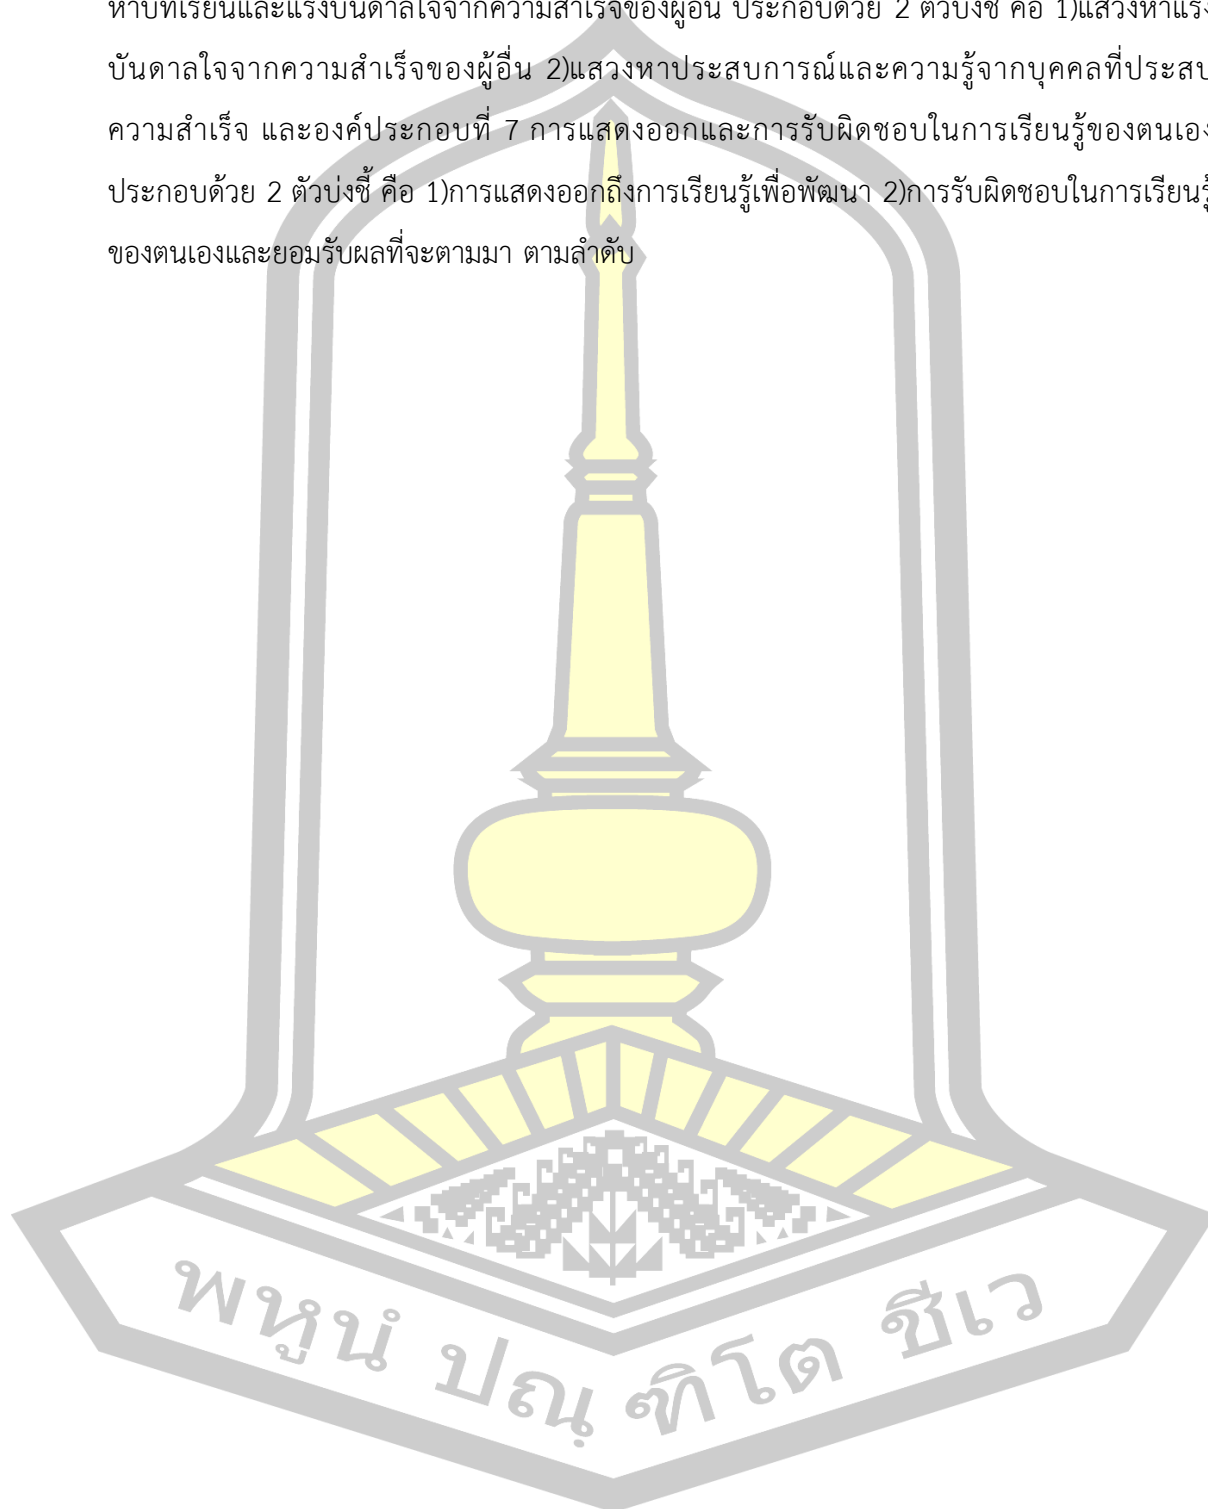 หาบทเรียนและแรงบันดาลใจจากความสำเร็จของผู้อื่น ประกอบด้วย 2 ตัวบ่งชี้ คือ 1)แสวงหาแรง
บันดาลใจจากความสำเร็จของผู้อื่น 2)แสวงหาประสบการณ์และความรู้จากบุคคลที่ประสบ
ความสำเร็จ และองค์ประกอบที่ 7 การแสดงออกและการรับผิดชอบในการเรียนรู้ของตนเอง
ประกอบด้วย 2 ตัวบ่งชี้ คือ 1)การแสดงออกถึงการเรียนรู้เพื่อพัฒนา 2)การรับผิดชอบในการเรียนรู้
ของตนเองและยอมรับผลที่จะตามมา ตามลำดับ
พหูนํ ปณฺฑิโต ชีเว